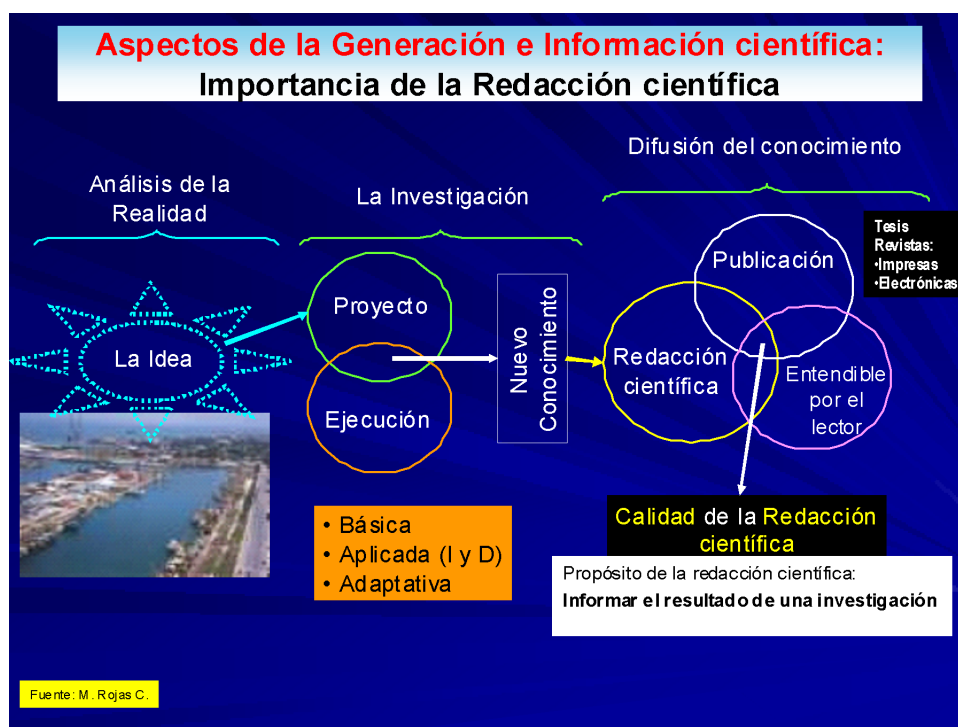 Aspectos de la Generación e Información científica:
Importancia de la Redacción científica
Análisis de la
Realidad
La Investigación
Difusión del conocimiento
La Idea
Proyecto
Ejecución
Nuevo
Conocimiento
Publicación
Redacción
científica
Entendible
por el
lector
Tesis
Revistas:
•Impresas
•Electrónicas
• Básica
• Aplicada (I y D)
• Adaptativa
Calidad de la Redacción
científica
Propósito de la redacción científica:
Informar el resultado de una investigación
Fuente: M. Rojas C.